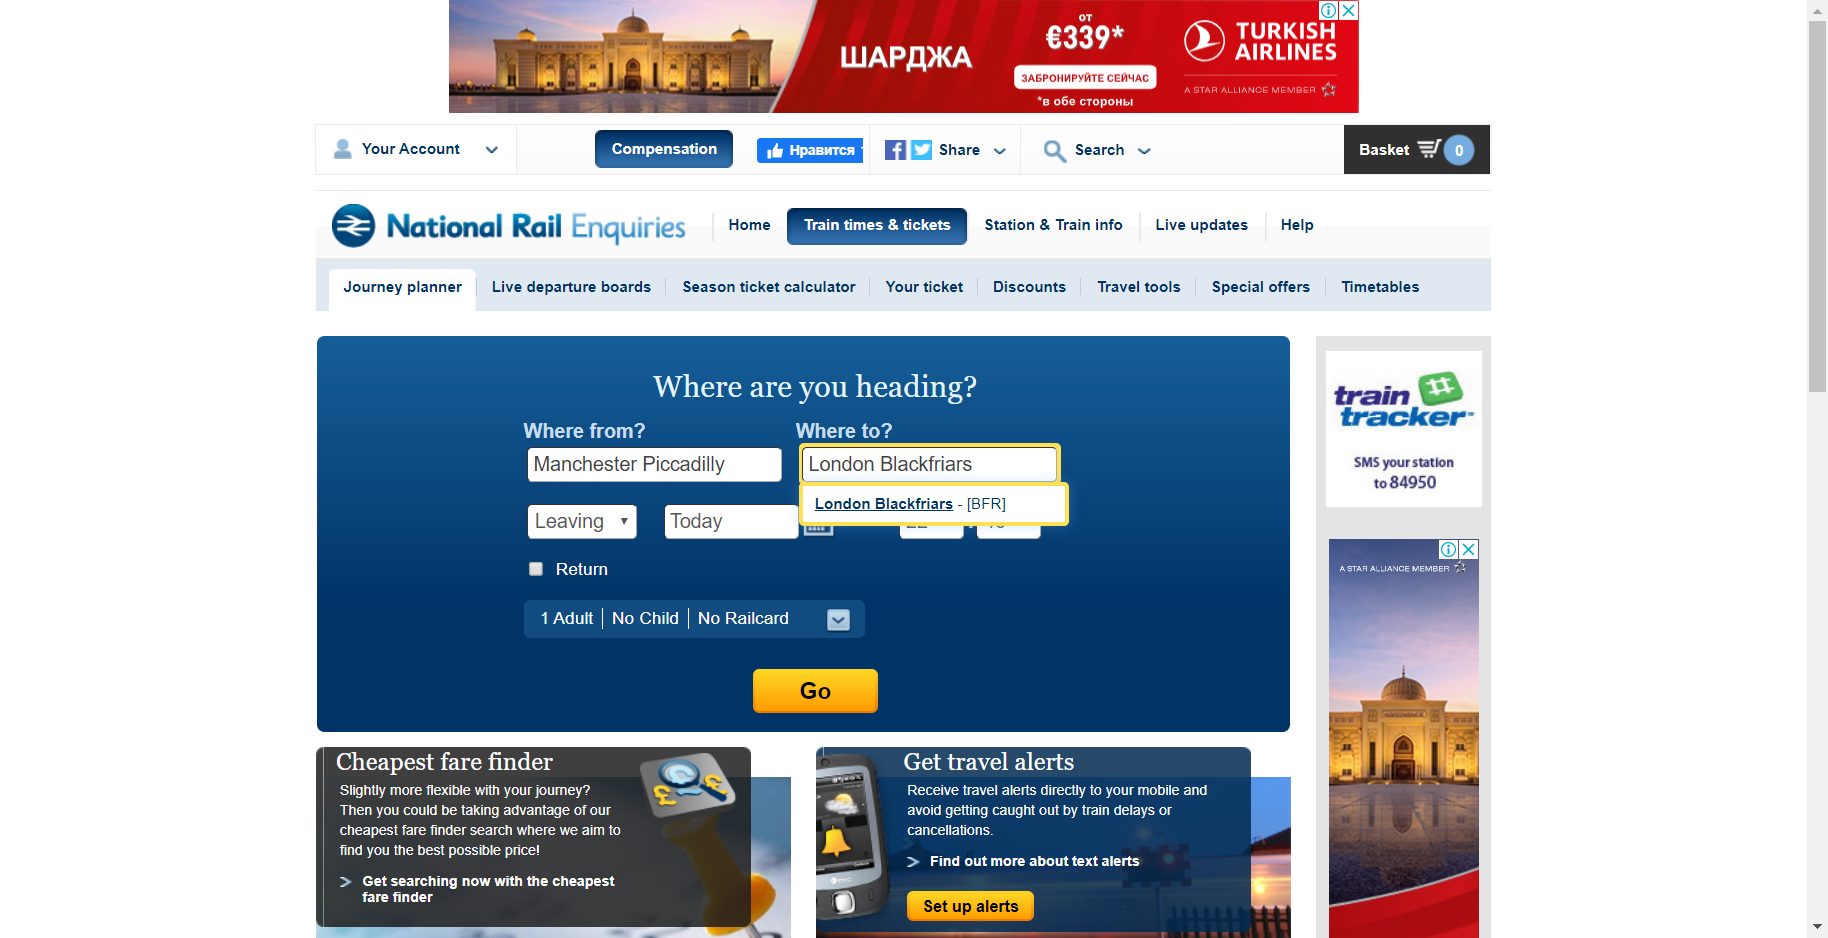 от
€339*
ШАРДЖА
ЗАБРОНИРУЙТЕ СЕЙЧАС
*в обе стороны
TURKISH
AIRLINES
A STAR ALLIANCE MEMBER
Your Account
Compensation
Нравится
Share
Search
Basket
0
National Rail Enquiries
Home
Train times & tickets
Station & Train info
Live updates
Help
Journey planner
Live departure boards
Season ticket calculator
Your ticket
Discounts
Travel tools
Special offers
Timetables
Where are you heading?
Where from?
Where to?
Manchester Piccadilly
London Blackfriars
London Blackfriars - [BFR]
Leaving
Today
Return
1 Adult
No Child
No Railcard
Go
train
tracker™
SMS your station
to 84950
A STAR ALLIANCE MEMBER
Cheapest fare finder
Slightly more flexible with your journey?
Then you could be taking advantage of our
cheapest fare finder search where we aim to
find you the best possible price!
Get searching now with the cheapest
fare finder
Get travel alerts
Receive travel alerts directly to your mobile and
avoid getting caught out by train delays or
cancellations.
Find out more about text alerts
Set up alerts